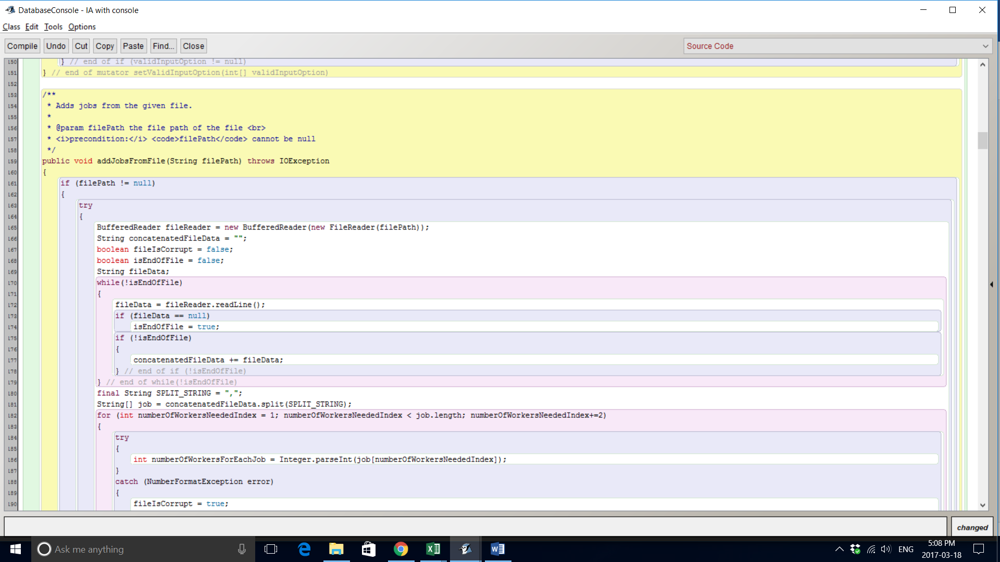 DatabaseConsole - IA with console
Class Edit Tools Options
Compile Undo Cut Copy Paste Find... Close Source Code
150 } // end of if (validInputOption != null)
151 } // end of mutator setValidInputOption(int[] validInputOption)
152
153 /**
154 * Adds jobs from the given file.
155 *
156 * @param filePath the file path of the file <br>
157 * <i>precondition:</i> <code>filePath</code> cannot be null
158 */
159 public void addJobsFromFile(String filePath) throws IOException
160 {
161 if (filePath != null)
162 {
163 try
164 {
165 BufferedReader fileReader = new BufferedReader(new FileReader(filePath));
166 String concatenatedFileData = "";
167 boolean fileIsCorrupt = false;
168 boolean isEndOfFile = false;
169 String fileData;
170 while(!isEndOfFile)
171 {
172 fileData = fileReader.readLine();
173 if (fileData == null)
174 isEndOfFile = true;
175 if (!isEndOfFile)
176 {
177 concatenatedFileData += fileData;
178 } // end of if (!isEndOfFile)
179 } // end of while(!isEndOfFile)
180 final String SPLIT_STRING = ",";
181 String[] job = concatenatedFileData.split(SPLIT_STRING);
182 for (int numberOfWorkersNeededIndex = 1; numberOfWorkersNeededIndex < job.length; numberOfWorkersNeededIndex+=2)
183 {
184 try
185 {
186 int numberOfWorkersForEachJob = Integer.parseInt(job[numberOfWorkersNeededIndex]);
187 }
188 catch (NumberFormatException error)
189 {
190 fileIsCorrupt = true;
changed
Ask me anything
ENG
5:08 PM
2017-03-18